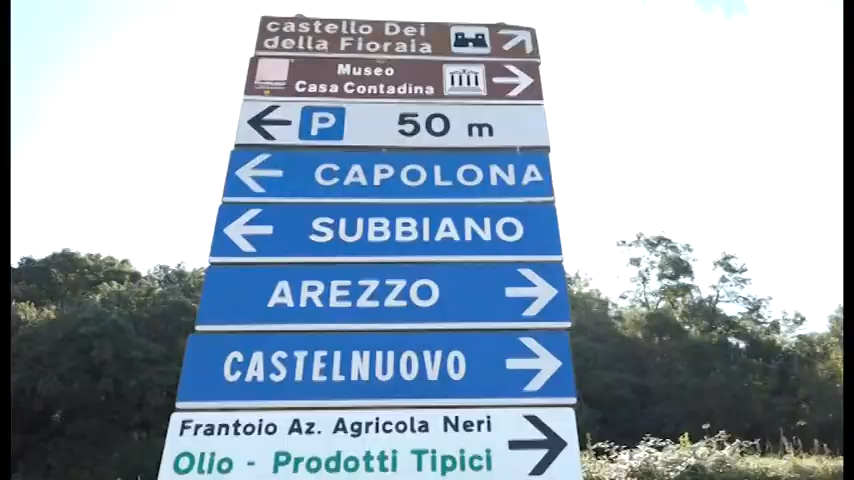 castello Dei
della Fioraia
Museo
Casa Contadina
P 50 m
CAPOLONA
SUBBIANO
AREZZO
CASTELNUOVO
Frantoio Az. Agricola Neri
Olio - Prodotti Tipici